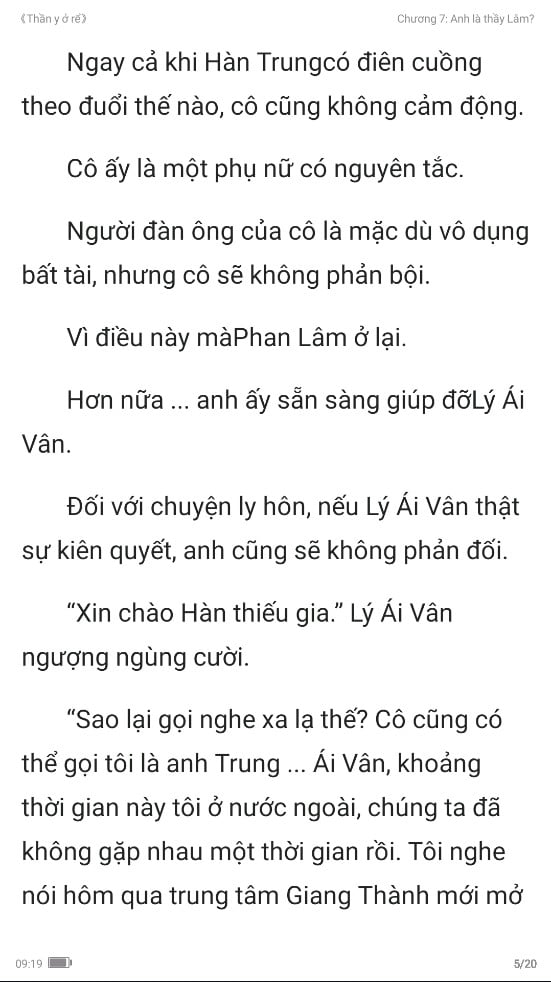 《Thần y ở rể》 Chương 7: Anh là thầy Lâm?
Ngay cả khi Hàn Trungcó điên cuồng
theo đuổi thế nào, cô cũng không cảm động.
Cô ấy là một phụ nữ có nguyên tắc.
Người đàn ông của cô là mặc dù vô dụng
bất tài, nhưng cô sẽ không phản bội.
Vì điều này màPhan Lâm ở lại.
Hơn nữa ... anh ấy sẵn sàng giúp đỡLý Ái
Vân.
Đối với chuyện ly hôn, nếu Lý Ái Vân thật
sự kiên quyết, anh cũng sẽ không phản đối.
“Xin chào Hàn thiếu gia.” Lý Ái Vân
ngượng ngùng cười.
“Sao lại gọi nghe xa lạ thế? Cô cũng có
thể gọi tôi là anh Trung ... Ái Vân, khoảng
thời gian này tôi ở nước ngoài, chúng ta đã
không gặp nhau một thời gian rồi. Tôi nghe
nói hôm qua trung tâm Giang Thành mới mở
09:19 5/20